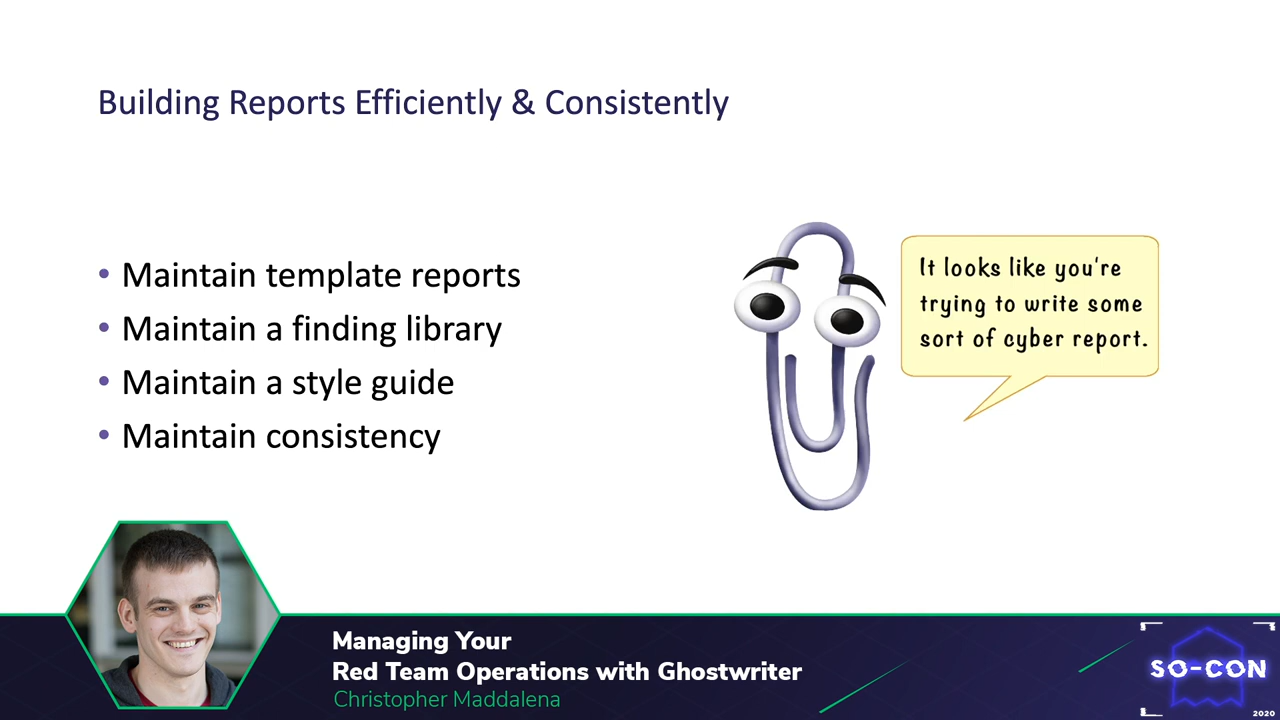 Building Reports Efficiently & Consistently
• Maintain template reports
• Maintain a finding library
• Maintain a style guide
• Maintain consistency
It looks like you're
trying to write some
sort of cyber report.
Managing Your
Red Team Operations with Ghostwriter
Christopher Maddalena
SO-CON
2020